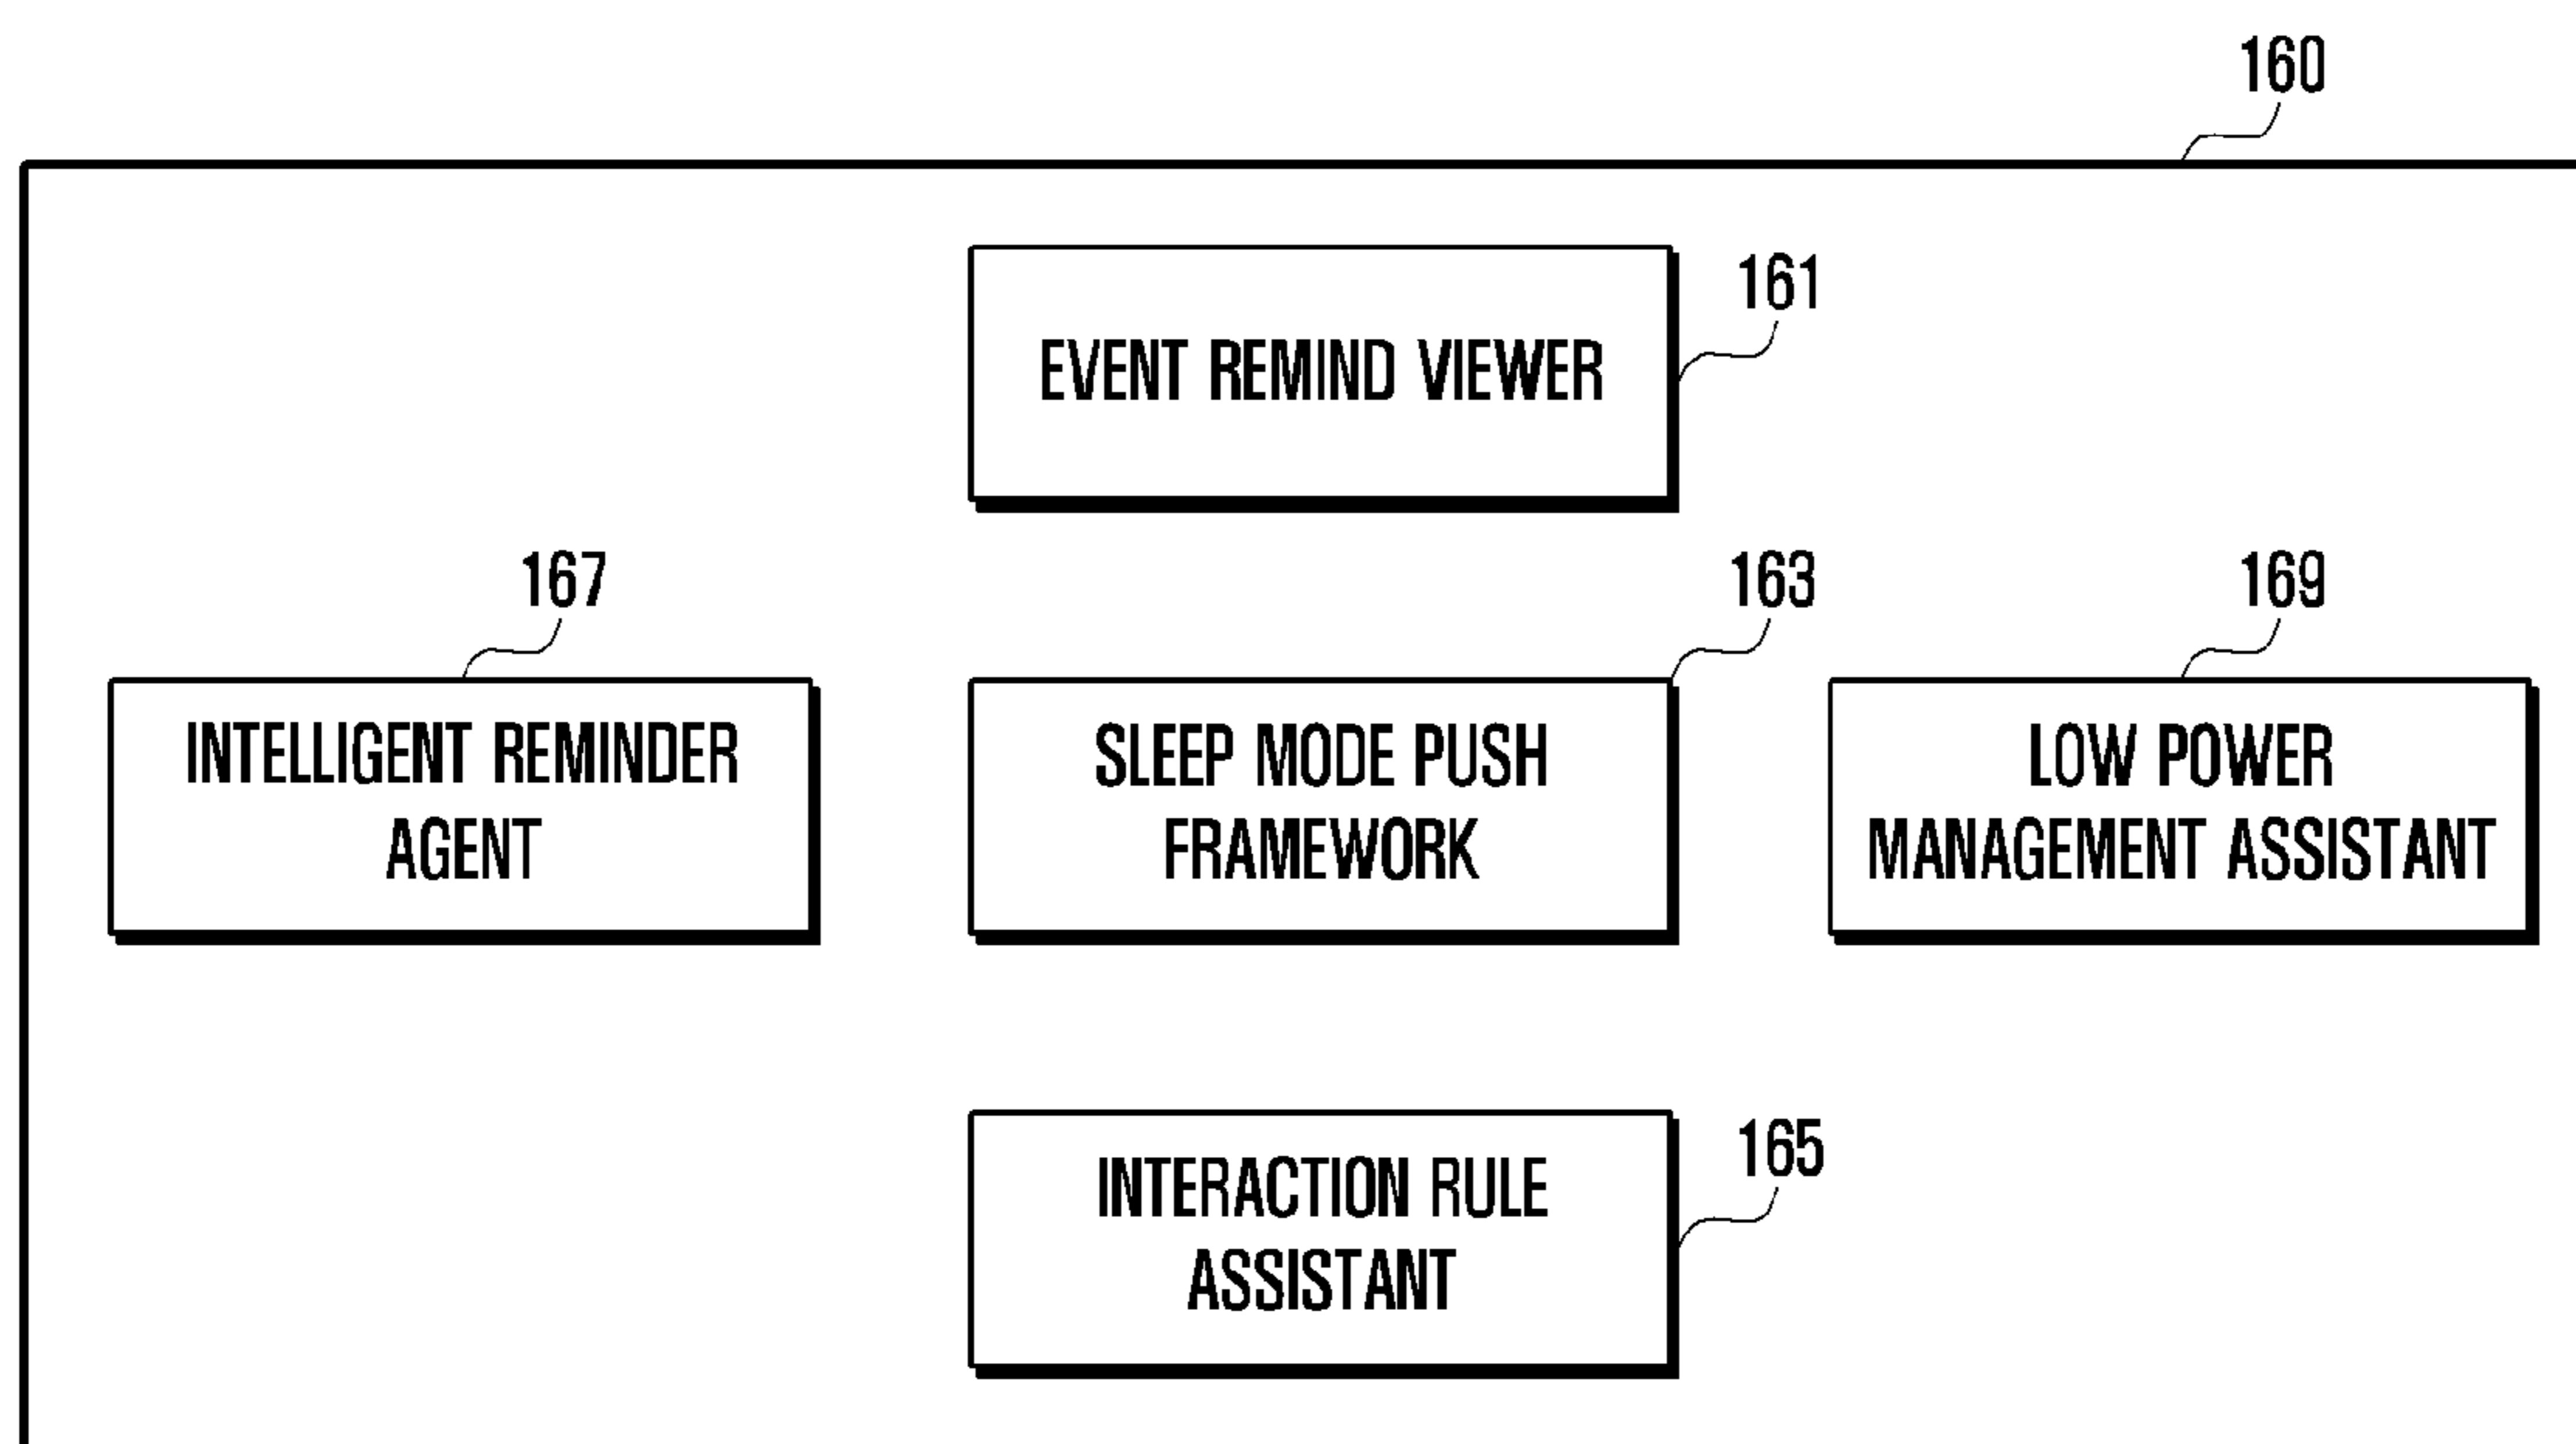 160
EVENT REMIND VIEWER
161
167
163
169
INTELLIGENT REMINDER
AGENT
SLEEP MODE PUSH
FRAMEWORK
LOW POWER
MANAGEMENT ASSISTANT
INTERACTION RULE
ASSISTANT
165